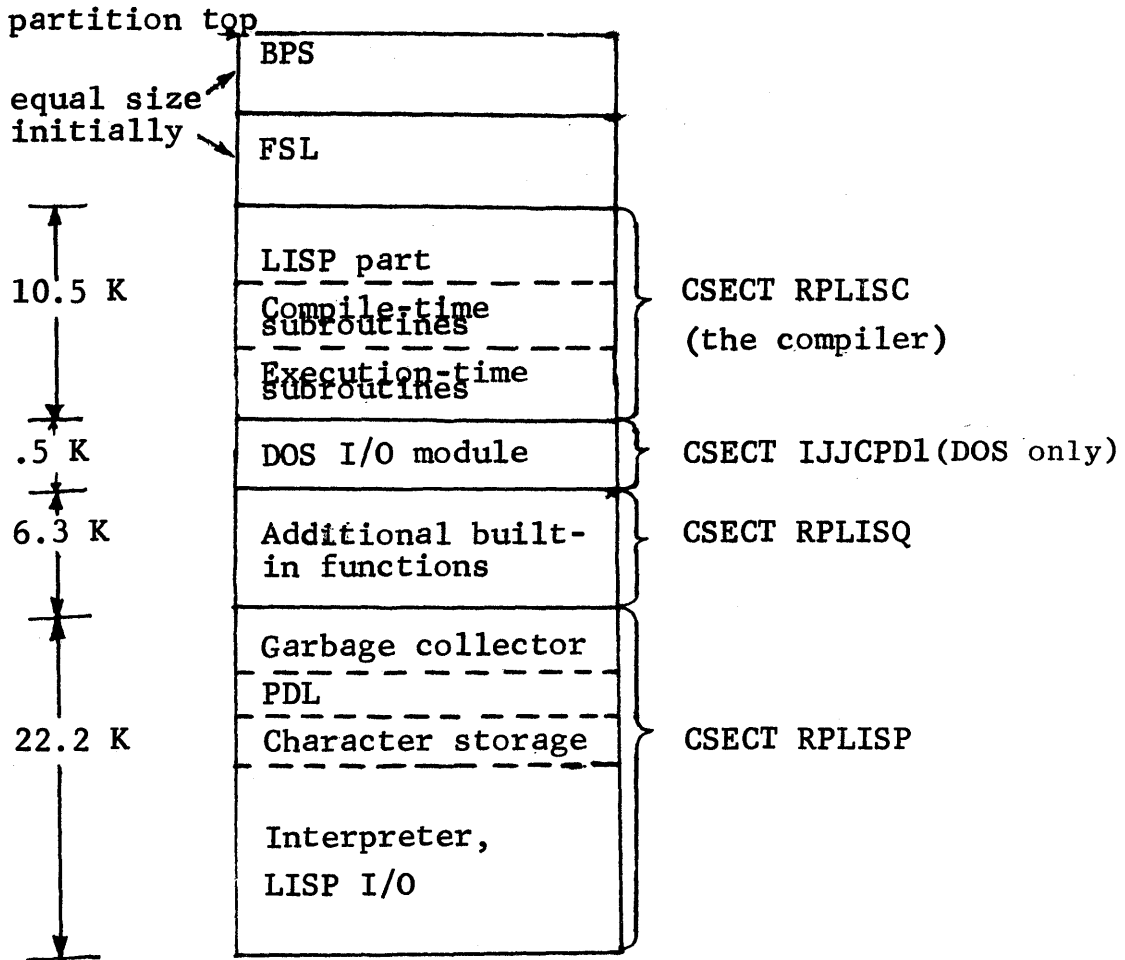 partition top
BPS
equal size
initially
FSL
10.5 K
LISP part
Compile-time
subroutines
Execution-time
subroutines
CSECT RPLISC
(the compiler)
.5 K
DOS I/O module
CSECT IJJCPD1(DOS only)
6.3 K
Additional built-
in functions
CSECT RPLISQ
22.2 K
Garbage collector
PDL
Character storage
Interpreter,
LISP I/O
CSECT RPLISP